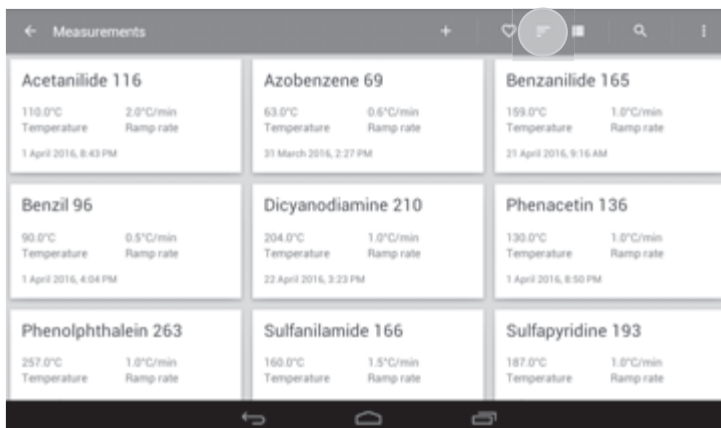 Measurements
Acetanilide 116
110.0°C 2.0°C/min
Temperature Ramp rate
1 April 2016, 8:43 PM
Azobenzene 69
63.0°C 0.6°C/min
Temperature Ramp rate
31 March 2016, 2:27 PM
Benzanilide 165
159.0°C 1.0°C/min
Temperature Ramp rate
21 April 2016, 9:16 AM
Benzil 96
90.0°C 0.5°C/min
Temperature Ramp rate
1 April 2016, 4:04 PM
Dicyanodiamine 210
204.0°C 1.0°C/min
Temperature Ramp rate
22 April 2016, 3:23 PM
Phenacetin 136
130.0°C 1.0°C/min
Temperature Ramp rate
1 April 2016, 8:50 PM
Phenolphthalein 263
257.0°C 1.0°C/min
Temperature Ramp rate
Sulfanilamide 166
160.0°C 1.5°C/min
Temperature Ramp rate
Sulfapyridine 193
187.0°C 1.0°C/min
Temperature Ramp rate